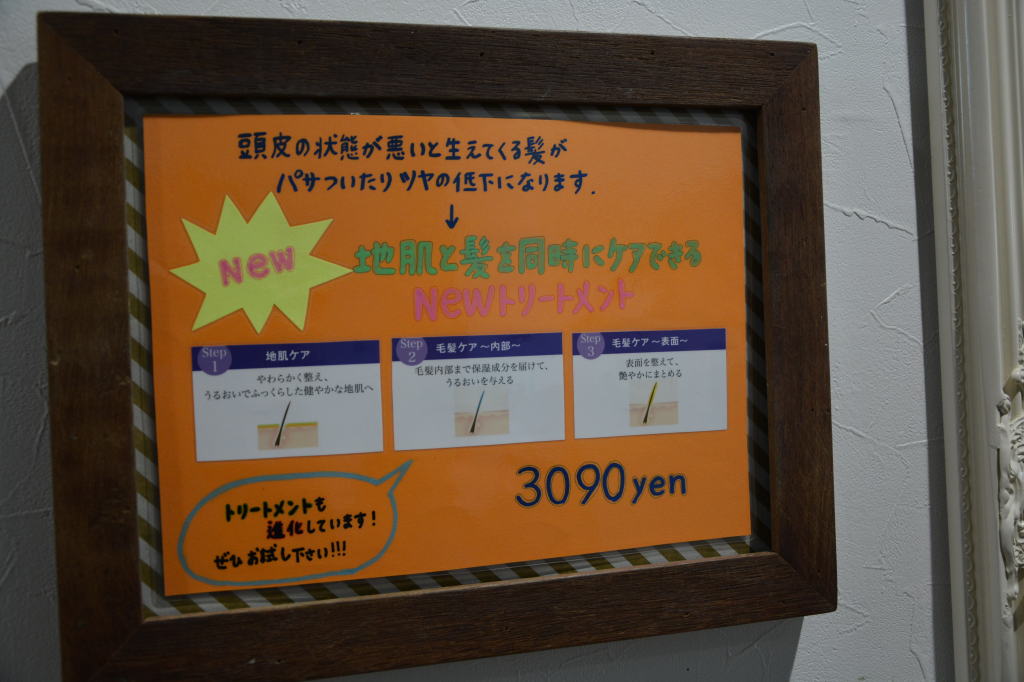 頭皮の状態が悪いと生えてくる髪が
パサついたりツヤの低下になります.
↓
New
地肌と髪を同時にケアできる
Newトリートメント
Step 1
地肌ケア
やわらかく整え、
うるおいでふっくらした健やかな地肌へ
Step 2
毛髪ケア～内部～
毛髪内部まで保湿成分を届けて、
うるおいを与える
Step 3
毛髪ケア～表面～
表面を整えて、
艶やかにまとめる
3090yen
トリートメントも
進化しています!
ぜひお試し下さい!!!